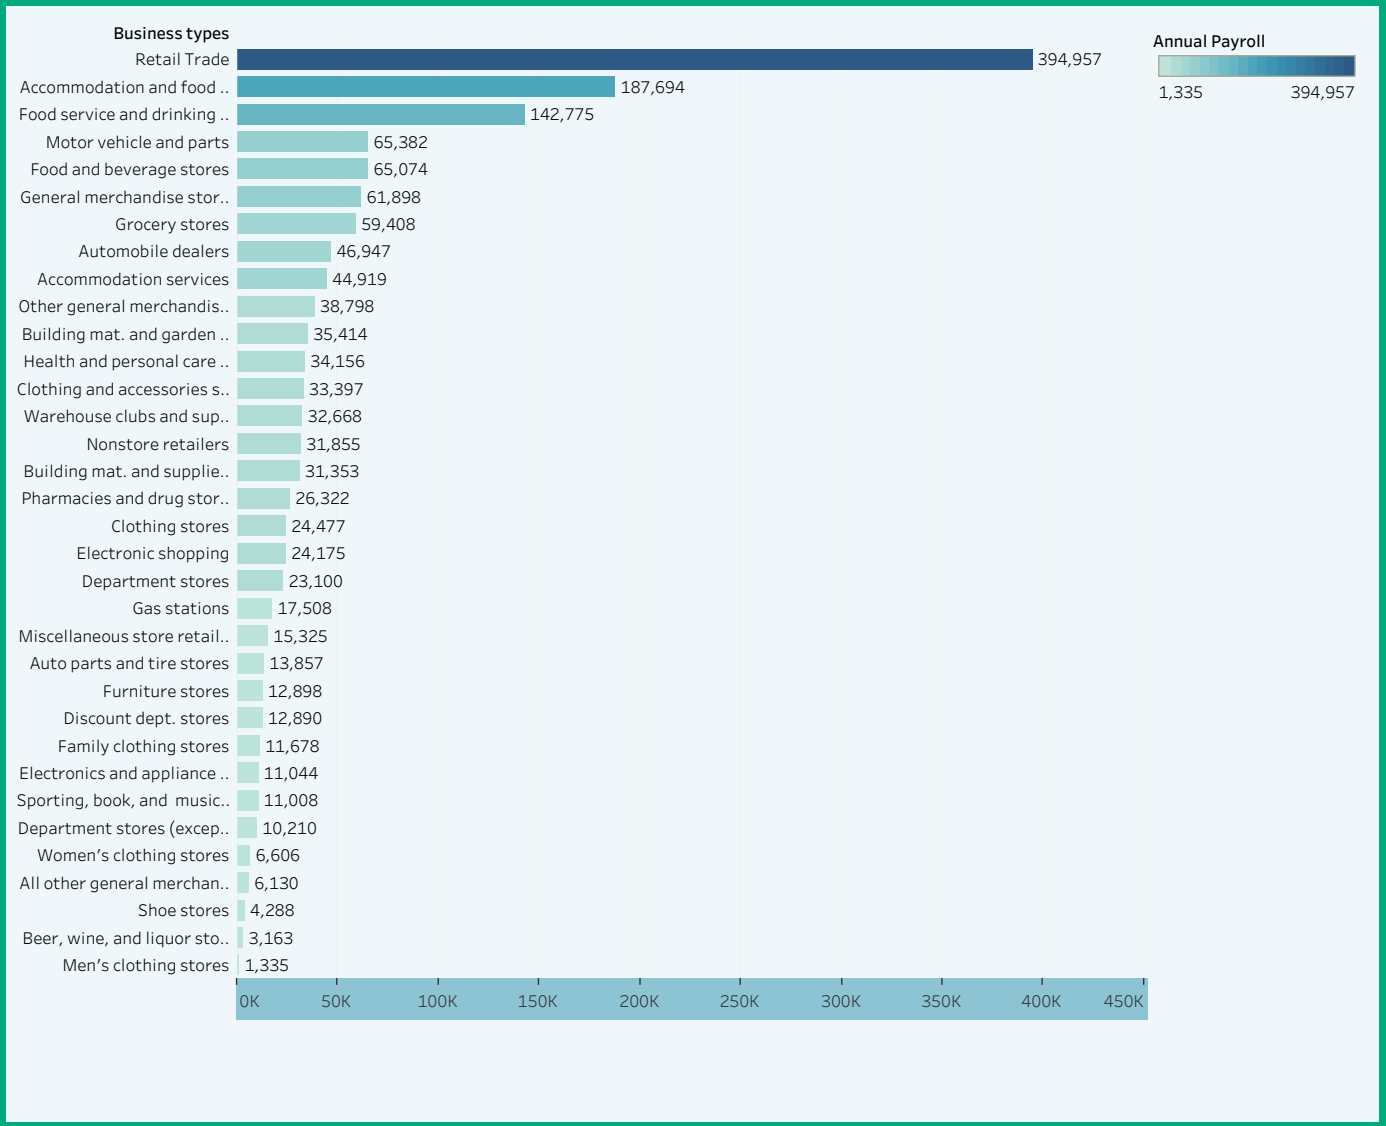 Business types
Retail Trade 394,957
Accommodation and food .. 187,694
Food service and drinking .. 142,775
Motor vehicle and parts 65,382
Food and beverage stores 65,074
General merchandise stor.. 61,898
Grocery stores 59,408
Automobile dealers 46,947
Accommodation services 44,919
Other general merchandis.. 38,798
Building mat. and garden .. 35,414
Health and personal care .. 34,156
Clothing and accessories s.. 33,397
Warehouse clubs and sup.. 32,668
Nonstore retailers 31,855
Building mat. and supplie.. 31,353
Pharmacies and drug stor.. 26,322
Clothing stores 24,477
Electronic shopping 24,175
Department stores 23,100
Gas stations 17,508
Miscellaneous store retail.. 15,325
Auto parts and tire stores 13,857
Furniture stores 12,898
Discount dept. stores 12,890
Family clothing stores 11,678
Electronics and appliance .. 11,044
Sporting, book, and  music.. 11,008
Department stores (excep.. 10,210
Women’s clothing stores 6,606
All other general merchan.. 6,130
Shoe stores 4,288
Beer, wine, and liquor sto.. 3,163
Men’s clothing stores 1,335
0K 50K 100K 150K 200K 250K 300K 350K 400K 450K
Annual Payroll
1,335 394,957